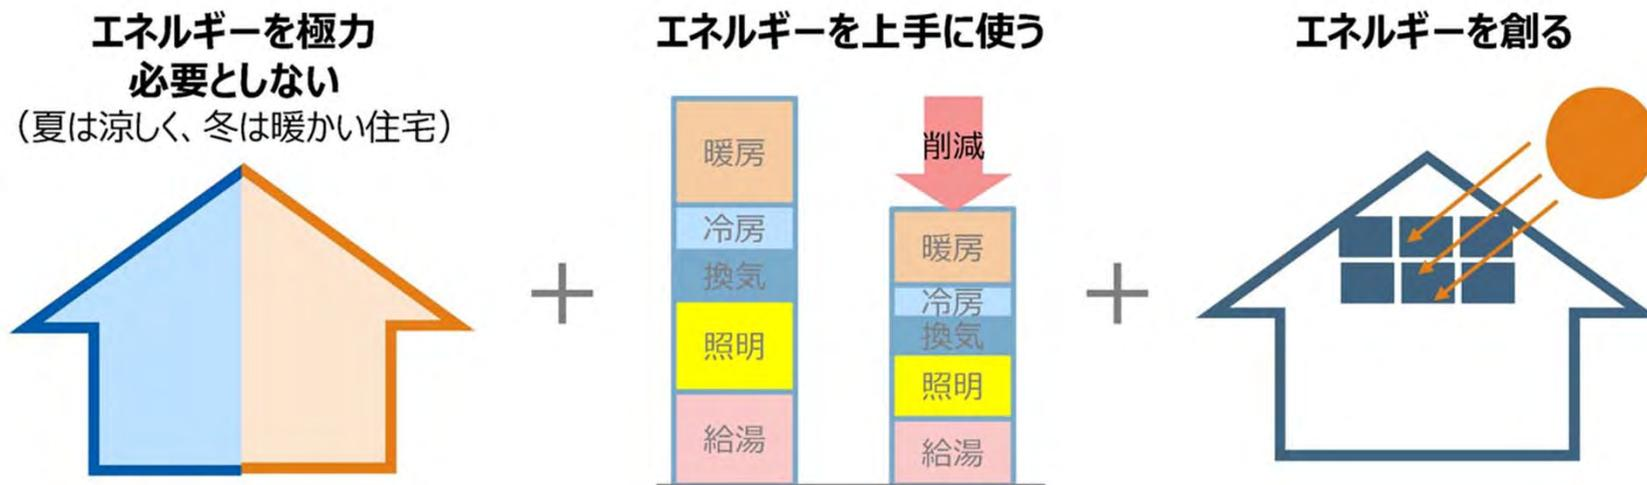 エネルギーを極力
必要としない
（夏は涼しく、冬は暖かい住宅）
エネルギーを上手に使う
暖房
冷房
換気
照明
給湯
削減
暖房
冷房
換気
照明
給湯
エネルギーを創る